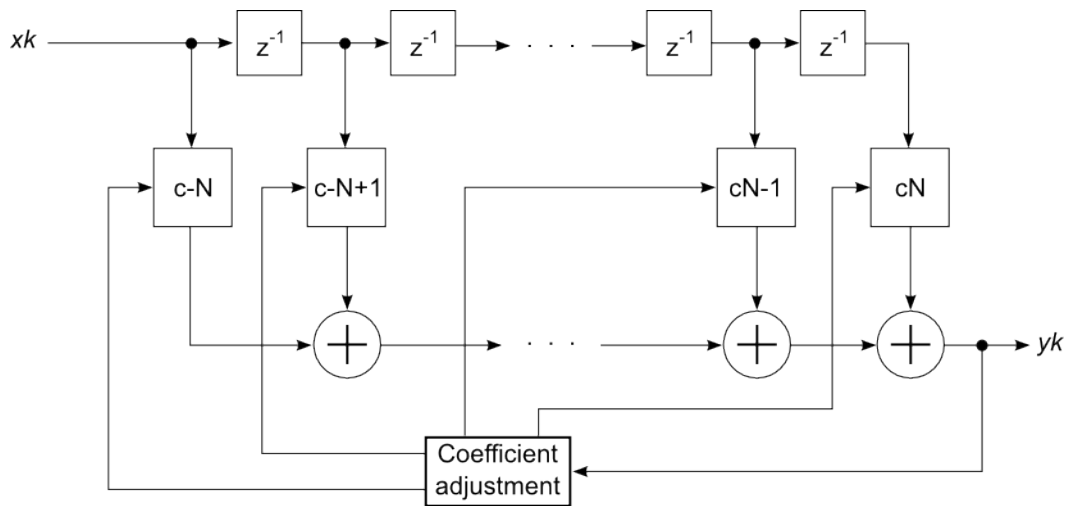 xk
z⁻¹
z⁻¹
. . .
z⁻¹
z⁻¹
c-N
c-N+1
cN-1
cN
+
. . .
+
+
yk
Coefficient
adjustment